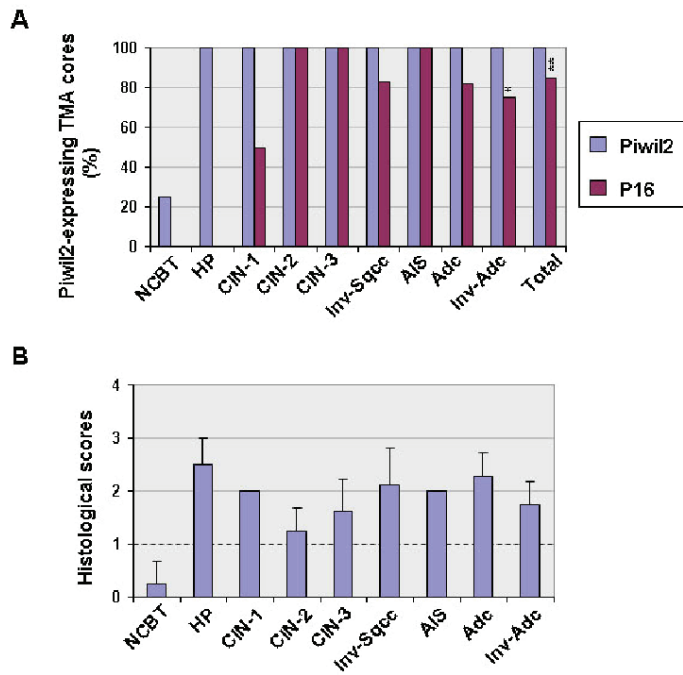 A
Piwil2-expressing TMA cores
(%)
100
80
60
40
20
0
*
**
NCBT
HP
CIN-1
CIN-2
CIN-3
Inv-Sqcc
AIS
Adc
Inv-Adc
Total
Piwil2
P16
B
Histological scores
4
3
2
1
0
NCBT
HP
CIN-1
CIN-2
CIN-3
Inv-Sqcc
AIS
Adc
Inv-Adc